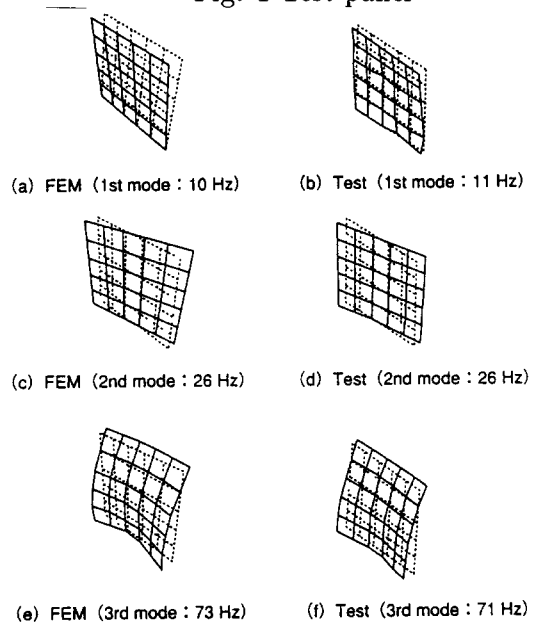 (a) FEM (1st mode : 10 Hz)
(b) Test (1st mode : 11 Hz)
(c) FEM (2nd mode : 26 Hz)
(d) Test (2nd mode : 26 Hz)
(e) FEM (3rd mode : 73 Hz)
(f) Test (3rd mode : 71 Hz)